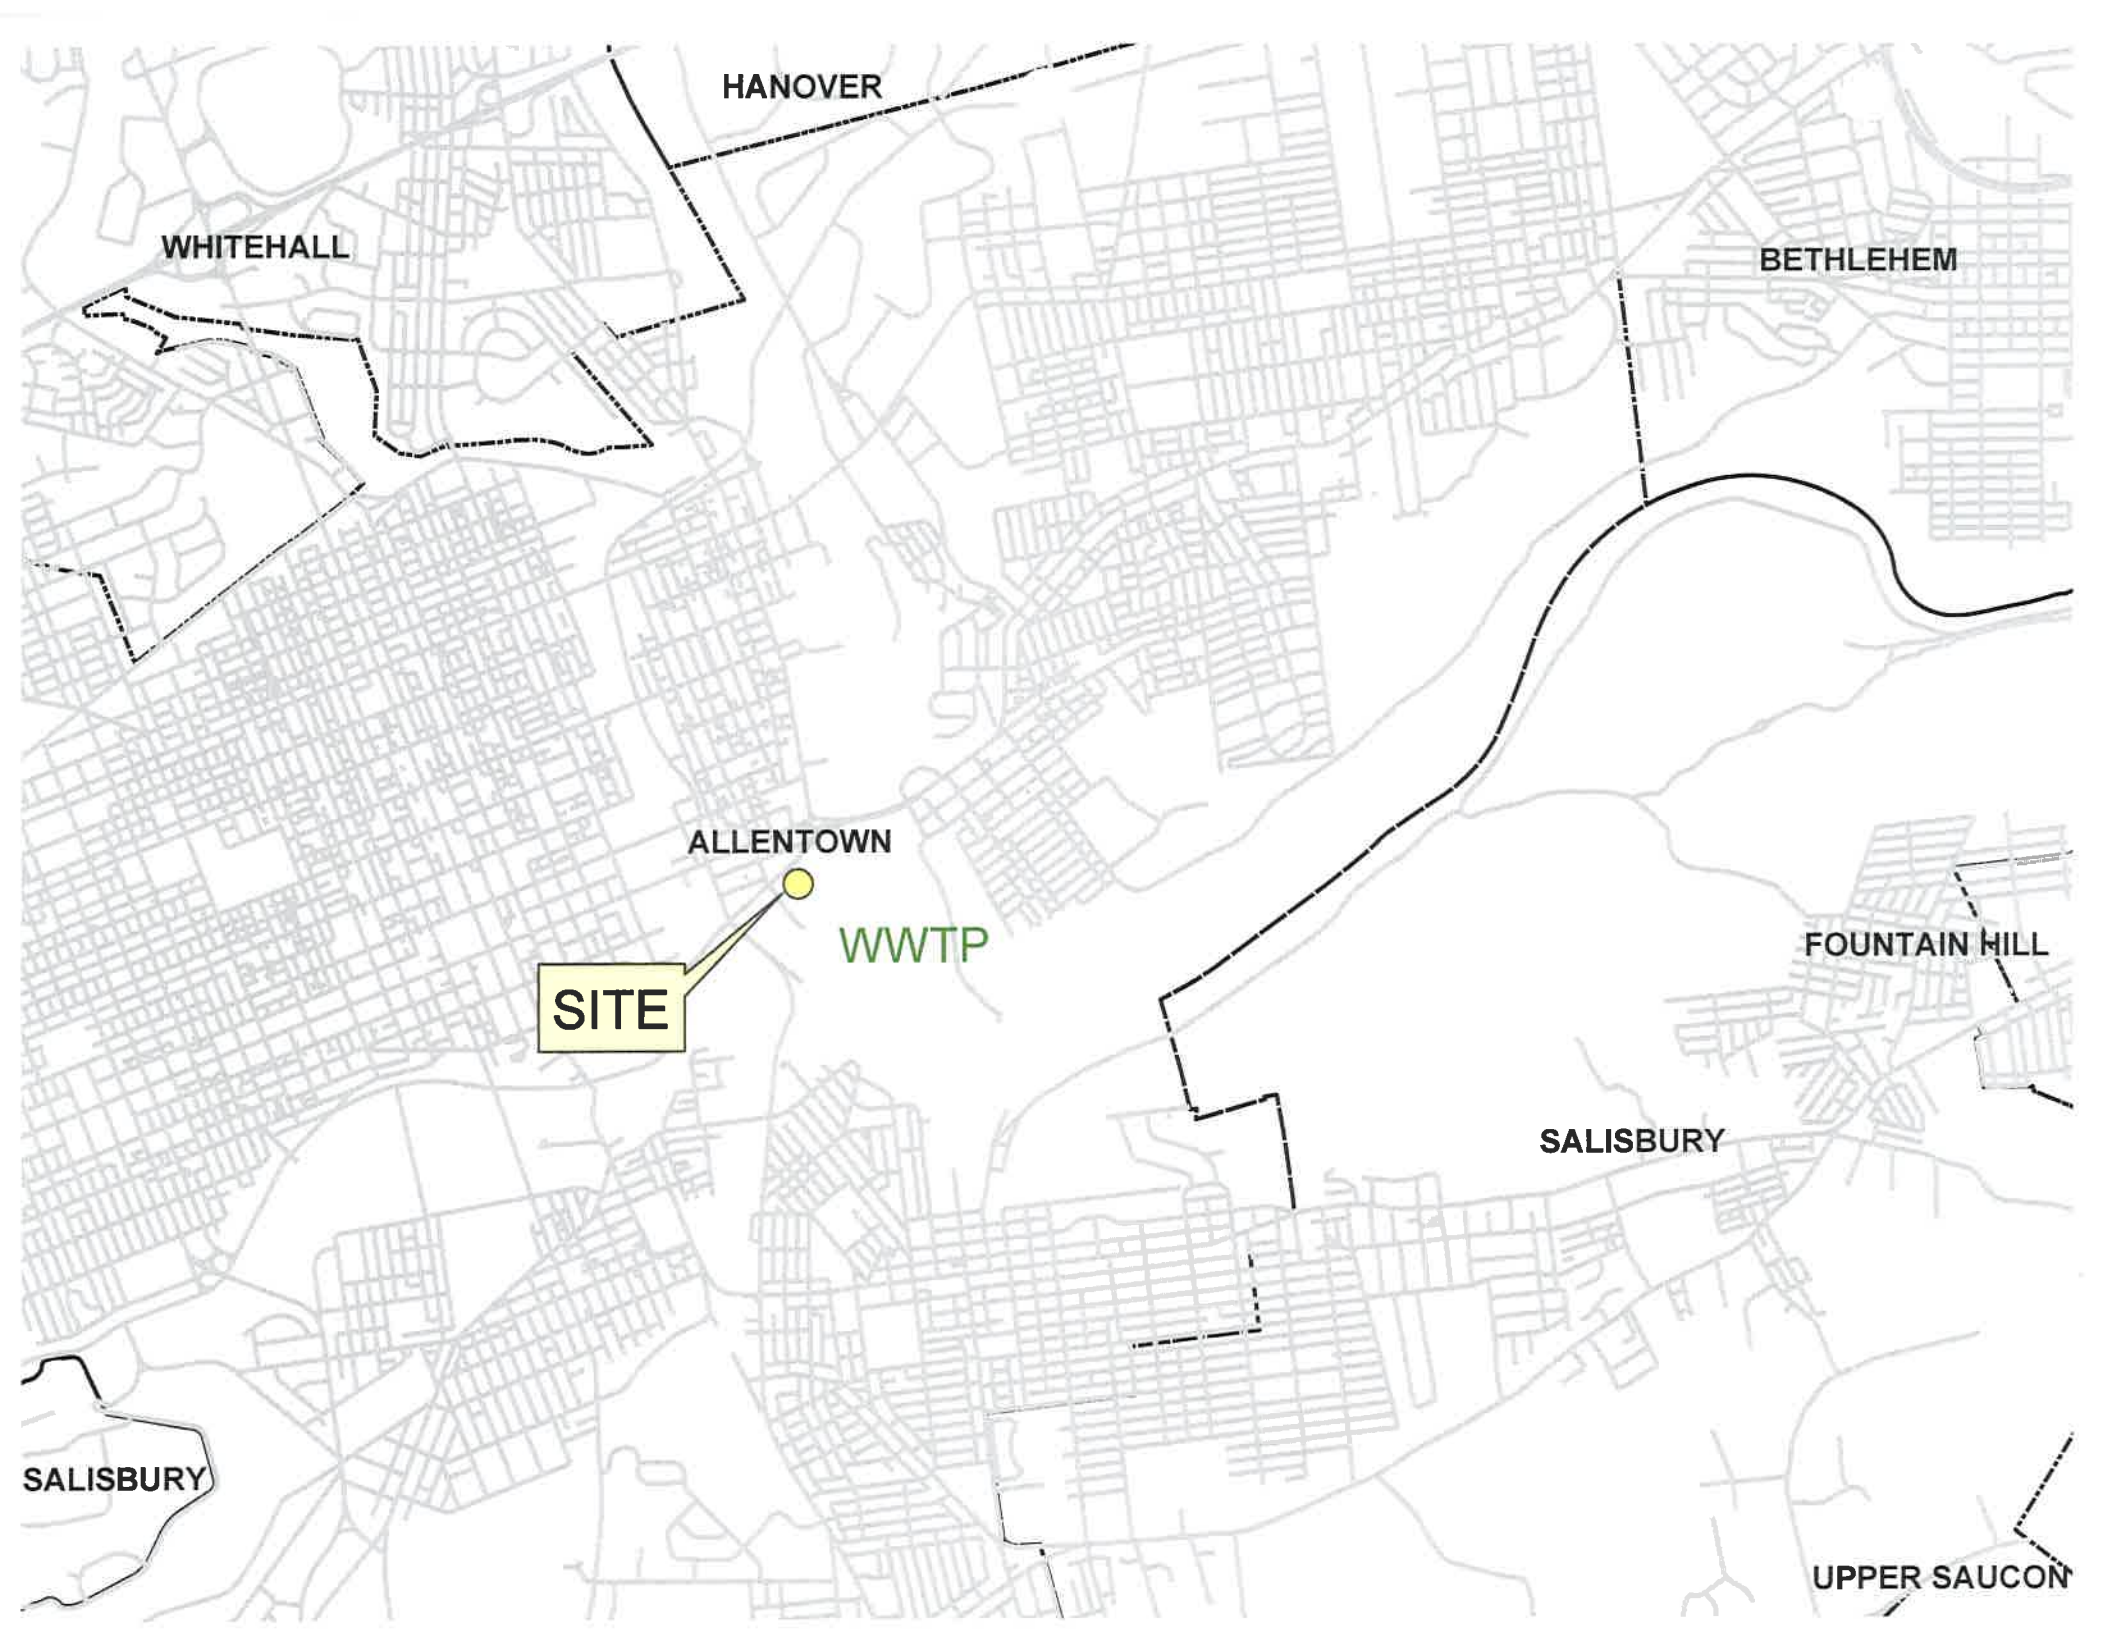 HANOVER
WHITEHALL
BETHLEHEM
ALLENTOWN
WWTP
FOUNTAIN HILL
SITE
SALISBURY
SALISBURY
UPPER SAUCON